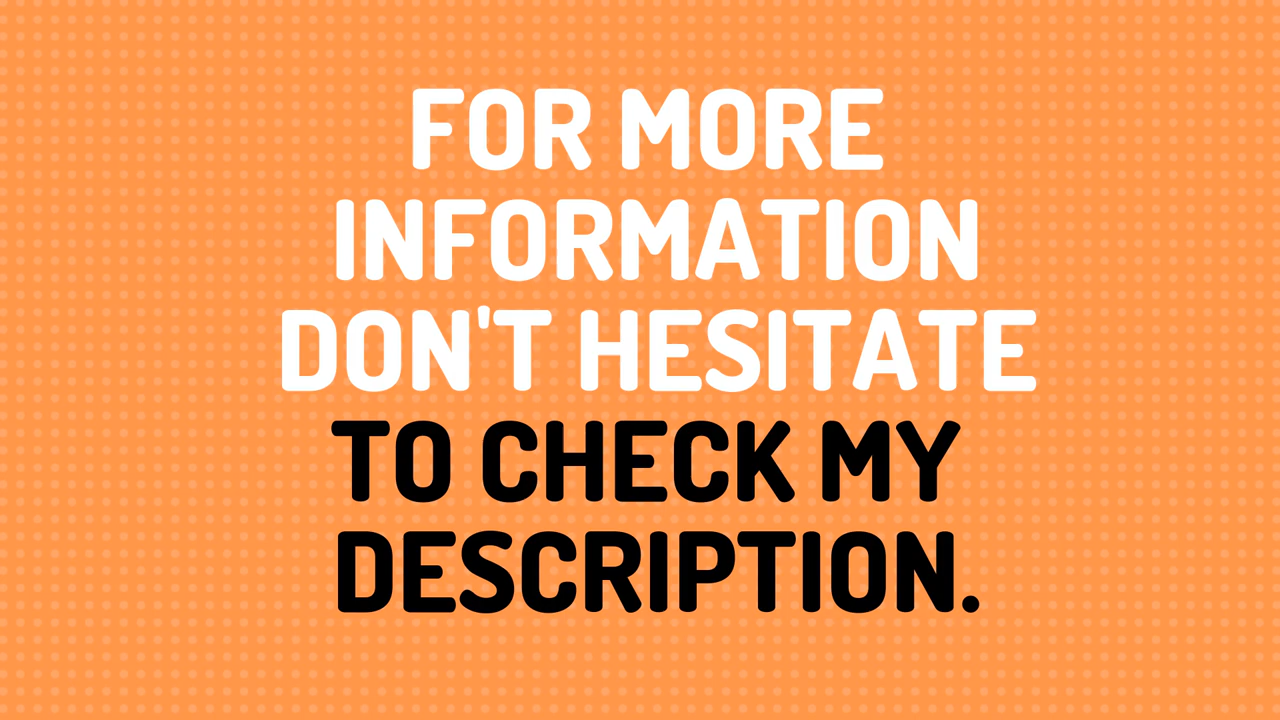 FOR MORE
INFORMATION
DON'T HESITATE
TO CHECK MY
DESCRIPTION.